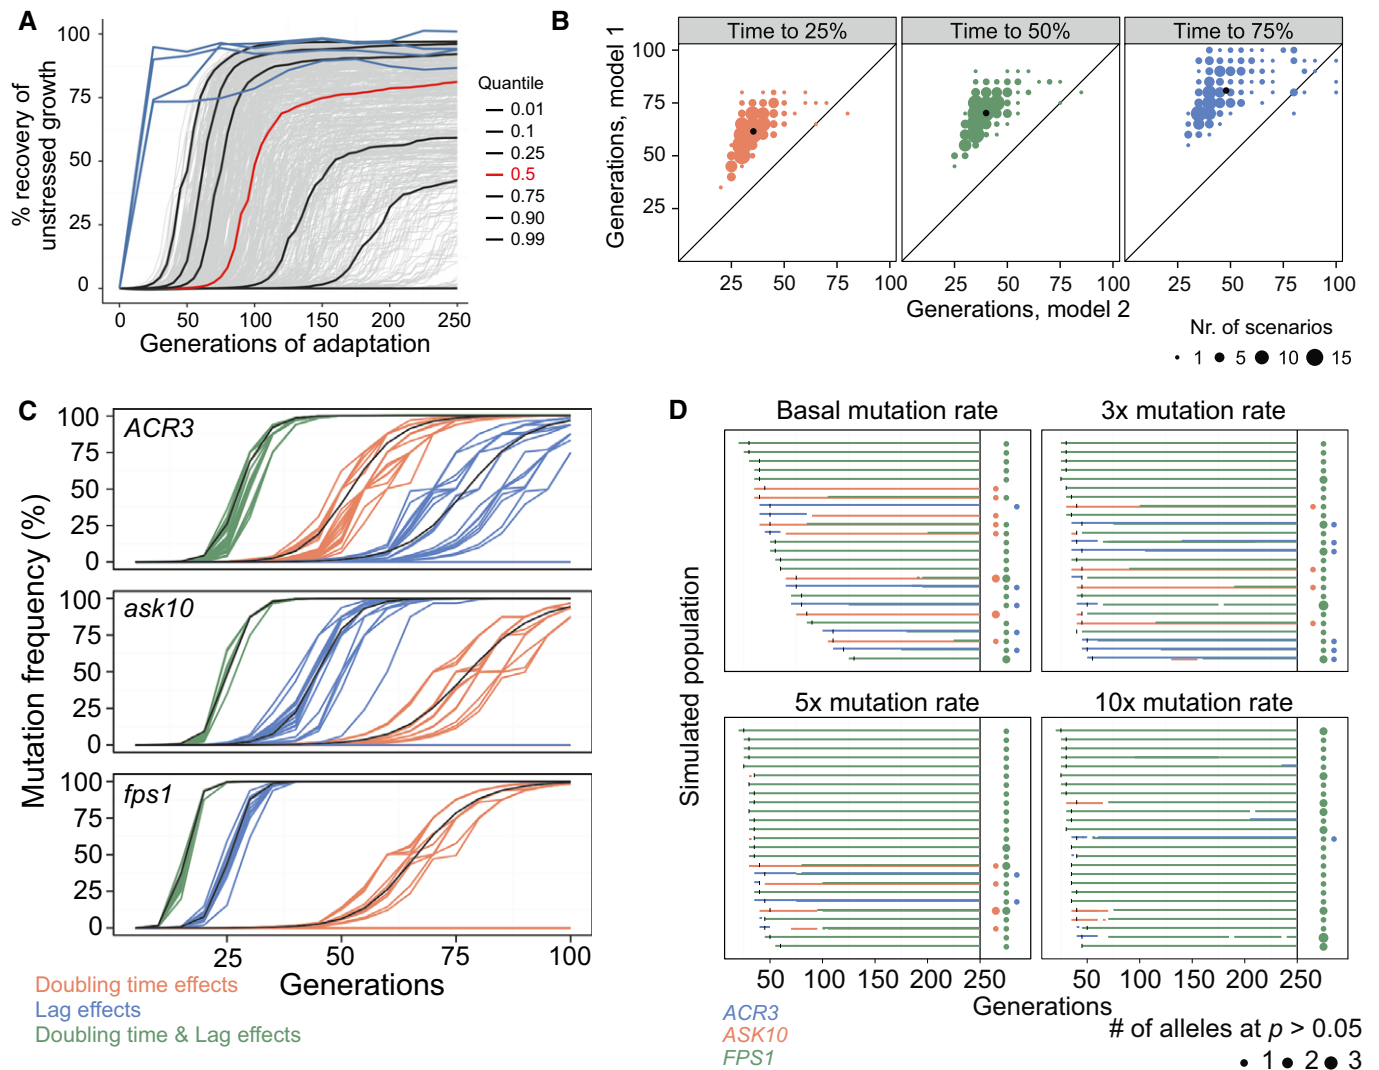 A
% recovery of
unstressed growth
100
75
50
25
0
0 50 100 150 200 250
Generations of adaptation
Quantile
0.01
0.1
0.25
0.5
0.75
0.90
0.99
B
Time to 25% Time to 50% Time to 75%
Generations, model 1
100
75
50
25
25 50 75 100 25 50 75 100 25 50 75 100
Generations, model 2
Nr. of scenarios
1 5 10 15
C
Mutation frequency (%)
ACR3
100
75
50
25
0
ask10
100
75
50
25
0
fps1
100
75
50
25
0
25 50 75 100
Generations
Doubling time effects
Lag effects
Doubling time & Lag effects
D
Simulated population
Basal mutation rate 3x mutation rate
5x mutation rate 10x mutation rate
50 100 150 200 250 50 100 150 200 250
Generations
ACR3
ASK10
FPS1
# of alleles at p > 0.05
1 2 3